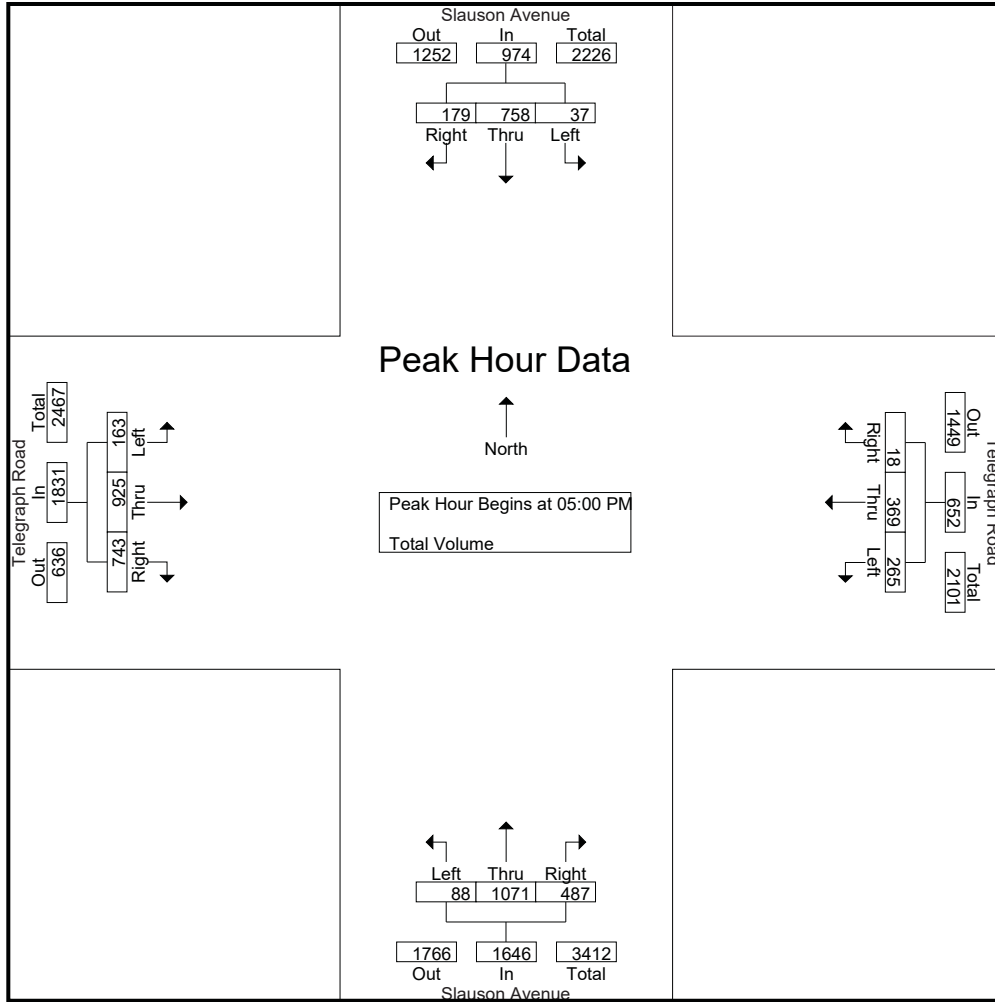 Slauson Avenue
Out In Total
1252 974 2226
179 758 37
Right Thru Left
Peak Hour Data
North
Peak Hour Begins at 05:00 PM
Total Volume
Telegraph Road
Out In Total
636 1831 2467
Left Thru Right
163 925 743
Telegraph Road
Out In Total
1449 652 2101
Right Thru Left
18 369 265
Left Thru Right
88 1071 487
1766 1646 3412
Out In Total
Slauson Avenue